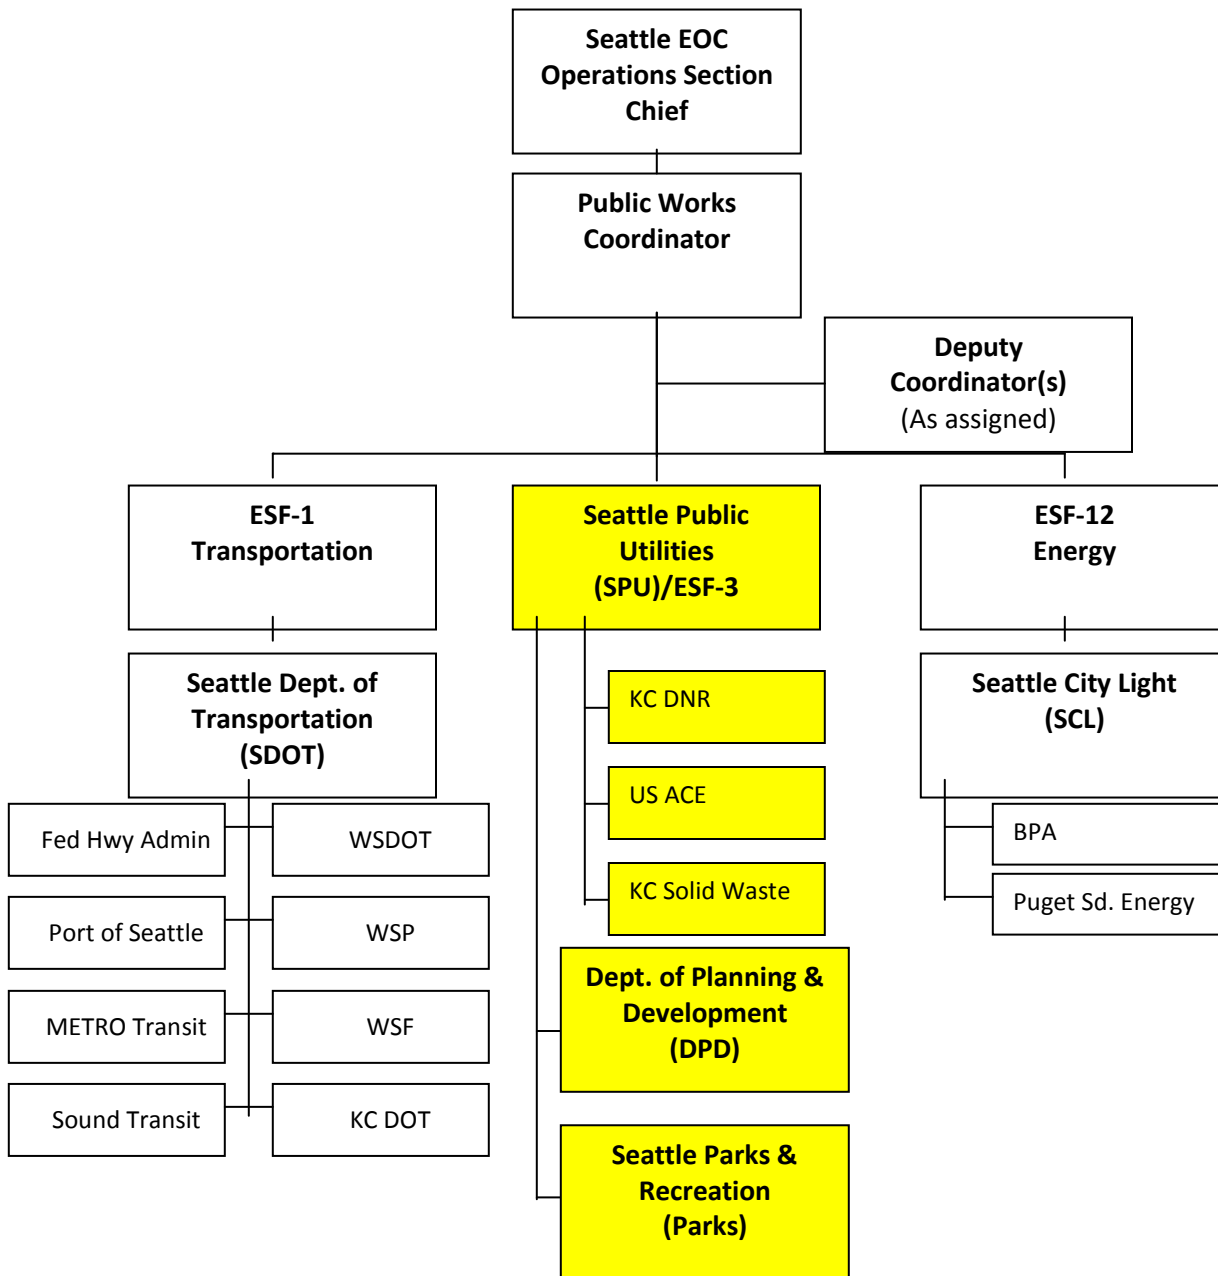 Seattle EOC
Operations Section
Chief
Public Works
Coordinator
Deputy
Coordinator(s)
(As assigned)
ESF-1
Transportation
Seattle Public
Utilities
(SPU)/ESF-3
ESF-12
Energy
Seattle Dept. of
Transportation
(SDOT)
Fed Hwy Admin
WSDOT
Port of Seattle
WSP
METRO Transit
WSF
Sound Transit
KC DOT
KC DNR
US ACE
KC Solid Waste
Dept. of Planning &
Development
(DPD)
Seattle Parks &
Recreation
(Parks)
Seattle City Light
(SCL)
BPA
Puget Sd. Energy